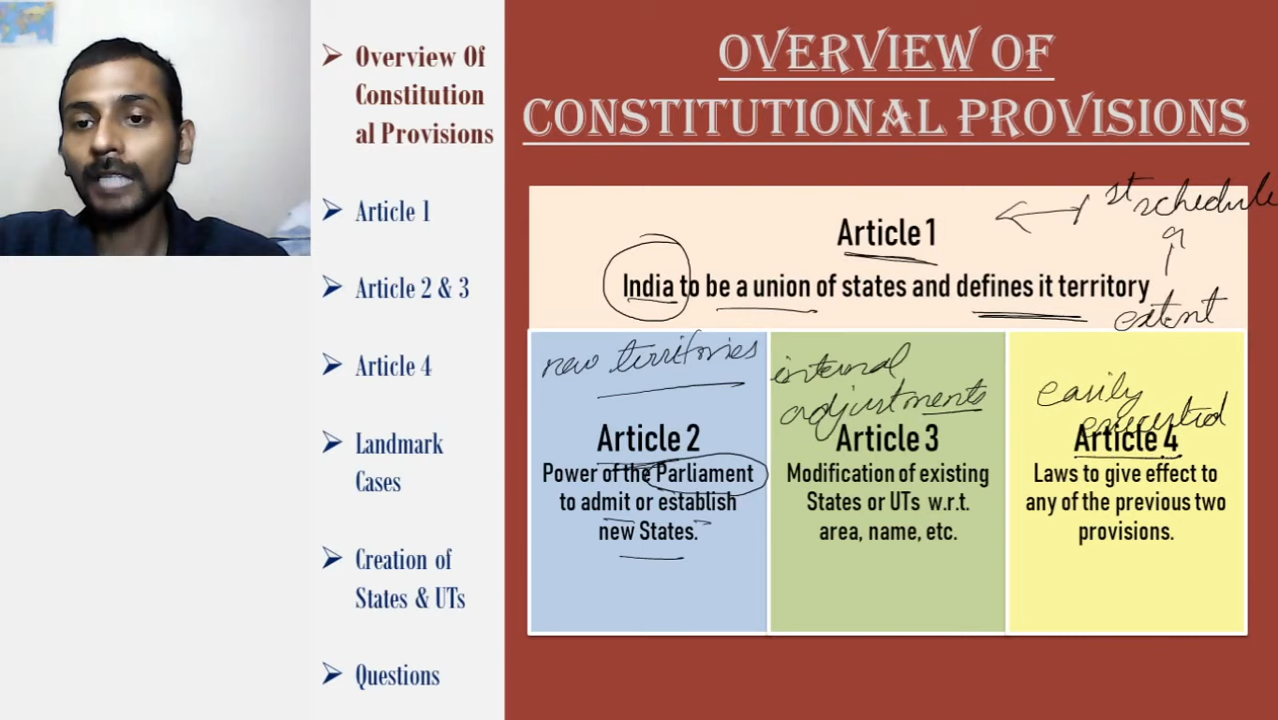 Overview Of
Constitution
al Provisions
Article 1
Article 2 & 3
Article 4
Landmark
Cases
Creation of
States & UTs
Questions
OVERVIEW OF
CONSTITUTIONAL PROVISIONS
st schedule
Article 1
India to be a union of states and defines it territory
extent
new territories
Article 2
Power of the Parliament
to admit or establish
new States.
internal
adjustments
Article 3
Modification of existing
States or UTs w.r.t.
area, name, etc.
easily
executed
Article 4
Laws to give effect to
any of the previous two
provisions.